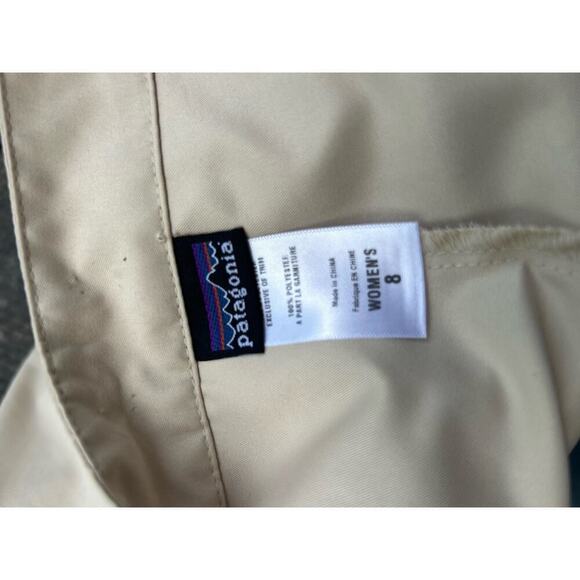 patagonia
EXCLUSIVE OF TRIM
100% POLYESTER
A PART LA GARNITURE
Made in CHINA
Fabriqué EN CHINE
WOMEN'S
8